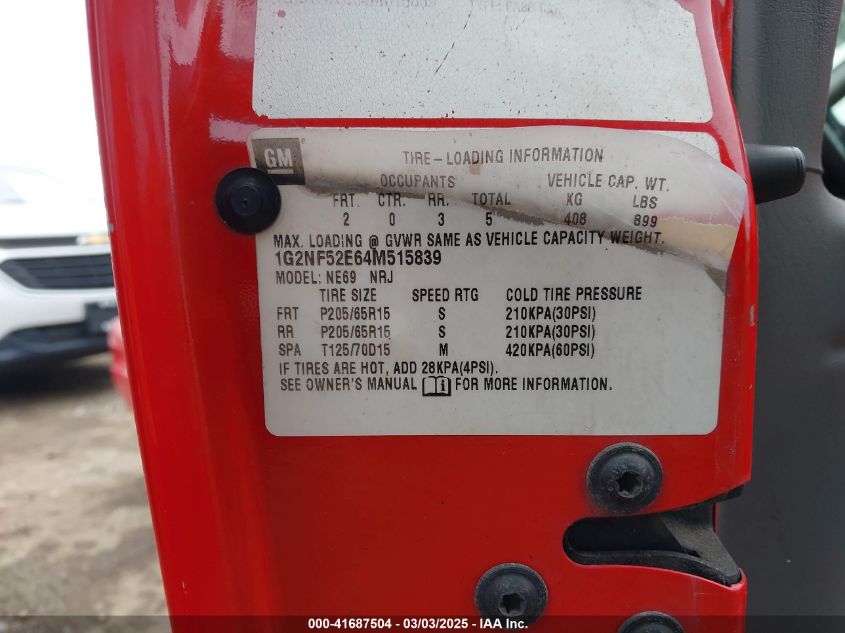 GM
TIRE-LOADING INFORMATION
OCCUPANTS VEHICLE CAP. WT.
FRT. CTR. RR. TOTAL KG LBS
2 0 3 5 408 899
MAX. LOADING @ GVWR SAME AS VEHICLE CAPACITY WEIGHT.
1G2NF52E64M515839
MODEL: NE69 NRJ
TIRE SIZE SPEED RTG COLD TIRE PRESSURE
FRT P205/65R15 S 210KPA(30PSI)
RR P205/65R15 S 210KPA(30PSI)
SPA T125/70D15 M 420KPA(60PSI)
IF TIRES ARE HOT, ADD 28KPA(4PSI).
SEE OWNER'S MANUAL i FOR MORE INFORMATION.
000-41687504 - 03/03/2025 - IAA Inc.